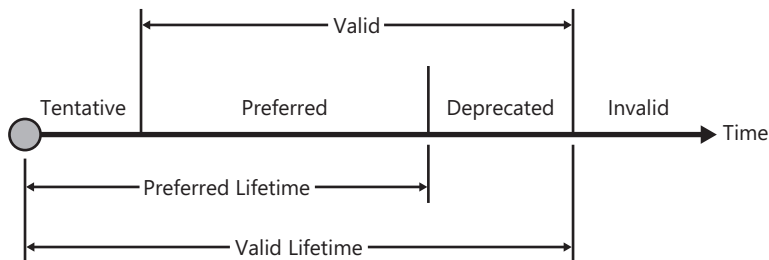 Valid
Tentative Preferred Deprecated Invalid
Time
Preferred Lifetime
Valid Lifetime